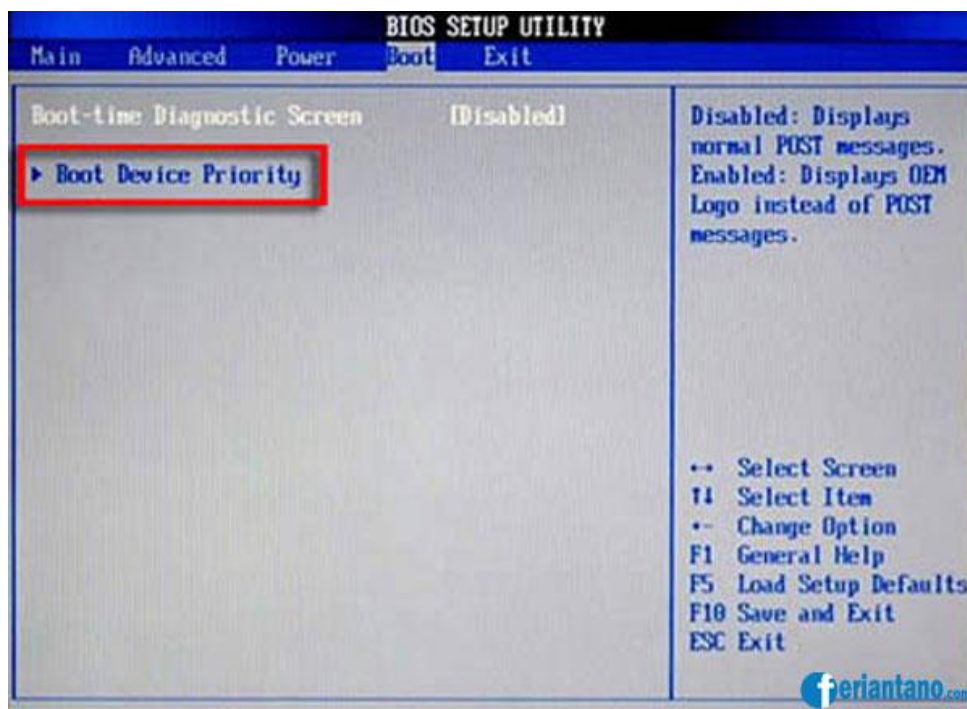 BIOS SETUP UTILITY
Main Advanced Power Boot Exit
Boot-time Diagnostic Screen [Disabled]
Boot Device Priority
Disabled: Displays
normal POST messages.
Enabled: Displays OEM
Logo instead of POST
messages.
↔ Select Screen
↑↓ Select Item
+- Change Option
F1 General Help
F5 Load Setup Defaults
F10 Save and Exit
ESC Exit
feriantano.com